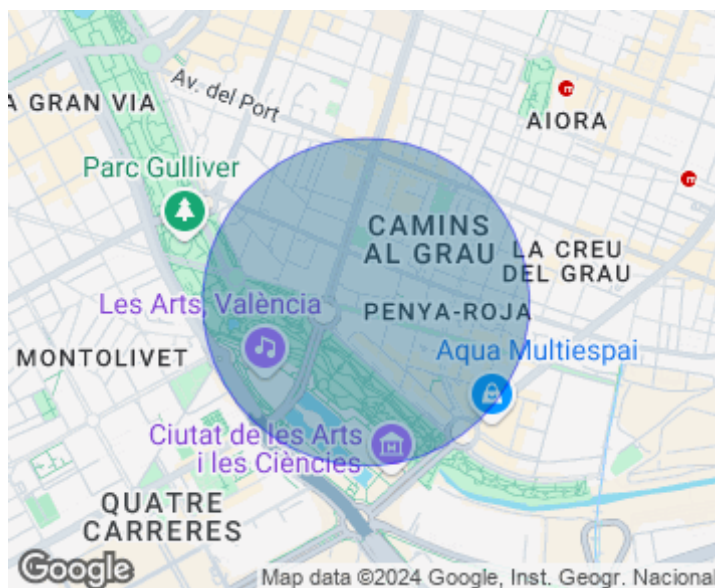 Av. del Port
A GRAN VIA
AIORA
Parc Gulliver
CAMINS
AL GRAU
LA CREU
DEL GRAU
Les Arts, València
PENYA-ROJA
MONTOLIVET
Aqua Multiespai
Ciutat de les Arts
i les Ciències
QUATRE
CARRERES
Google
Map data ©2024 Google, Inst. Geogr. Nacional